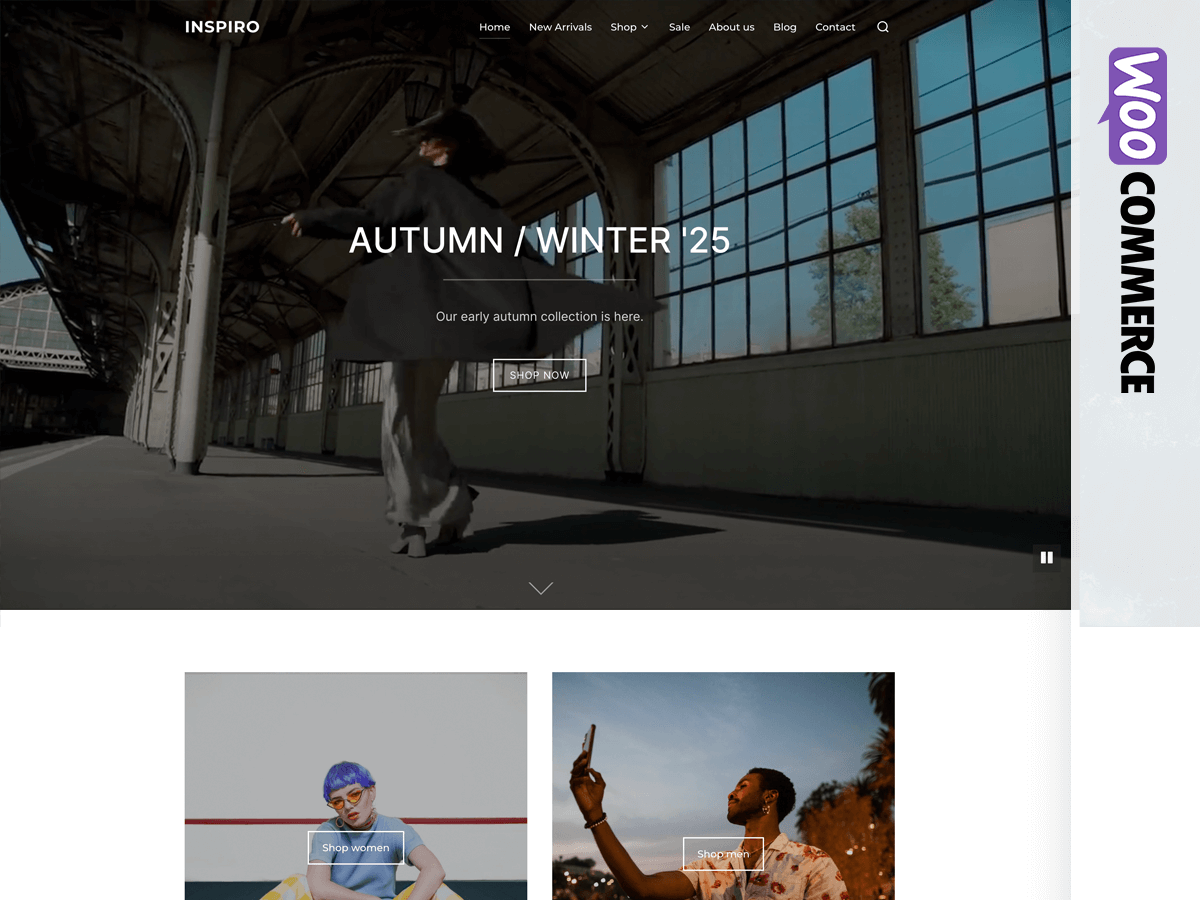 INSPIRO
Home New Arrivals Shop Sale About us Blog Contact
AUTUMN / WINTER '25
Our early autumn collection is here.
SHOP NOW
Shop women
Shop men
WOO COMMERCE